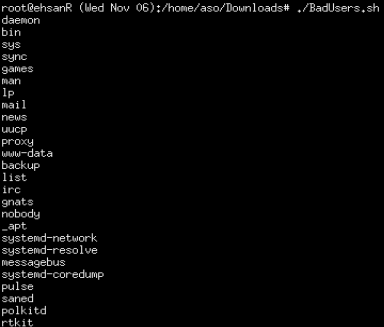 root@ehsanR (Wed Nov 06):/home/aso/Downloads# ./BadUsers.sh
daemon
bin
sys
sync
games
man
lp
mail
news
uucp
proxy
www-data
backup
list
irc
gnats
nobody
_apt
systemd-network
systemd-resolve
messagebus
systemd-coredump
pulse
saned
polkitd
rtkit